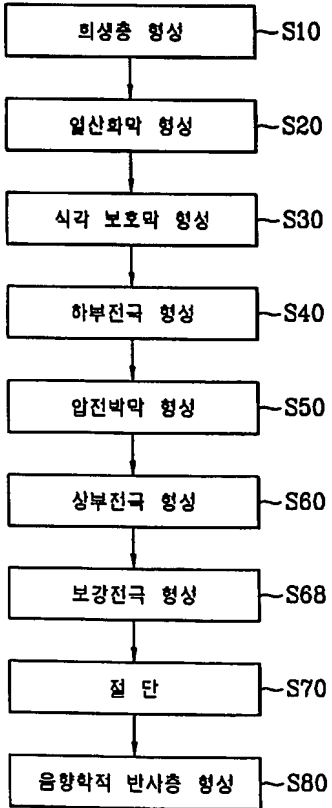 희생층 형성 S10
열산화막 형성 S20
식각 보호막 형성 S30
하부전극 형성 S40
압전박막 형성 S50
상부전극 형성 S60
보강전극 형성 S68
절 단 S70
음향학적 반사층 형성 S80